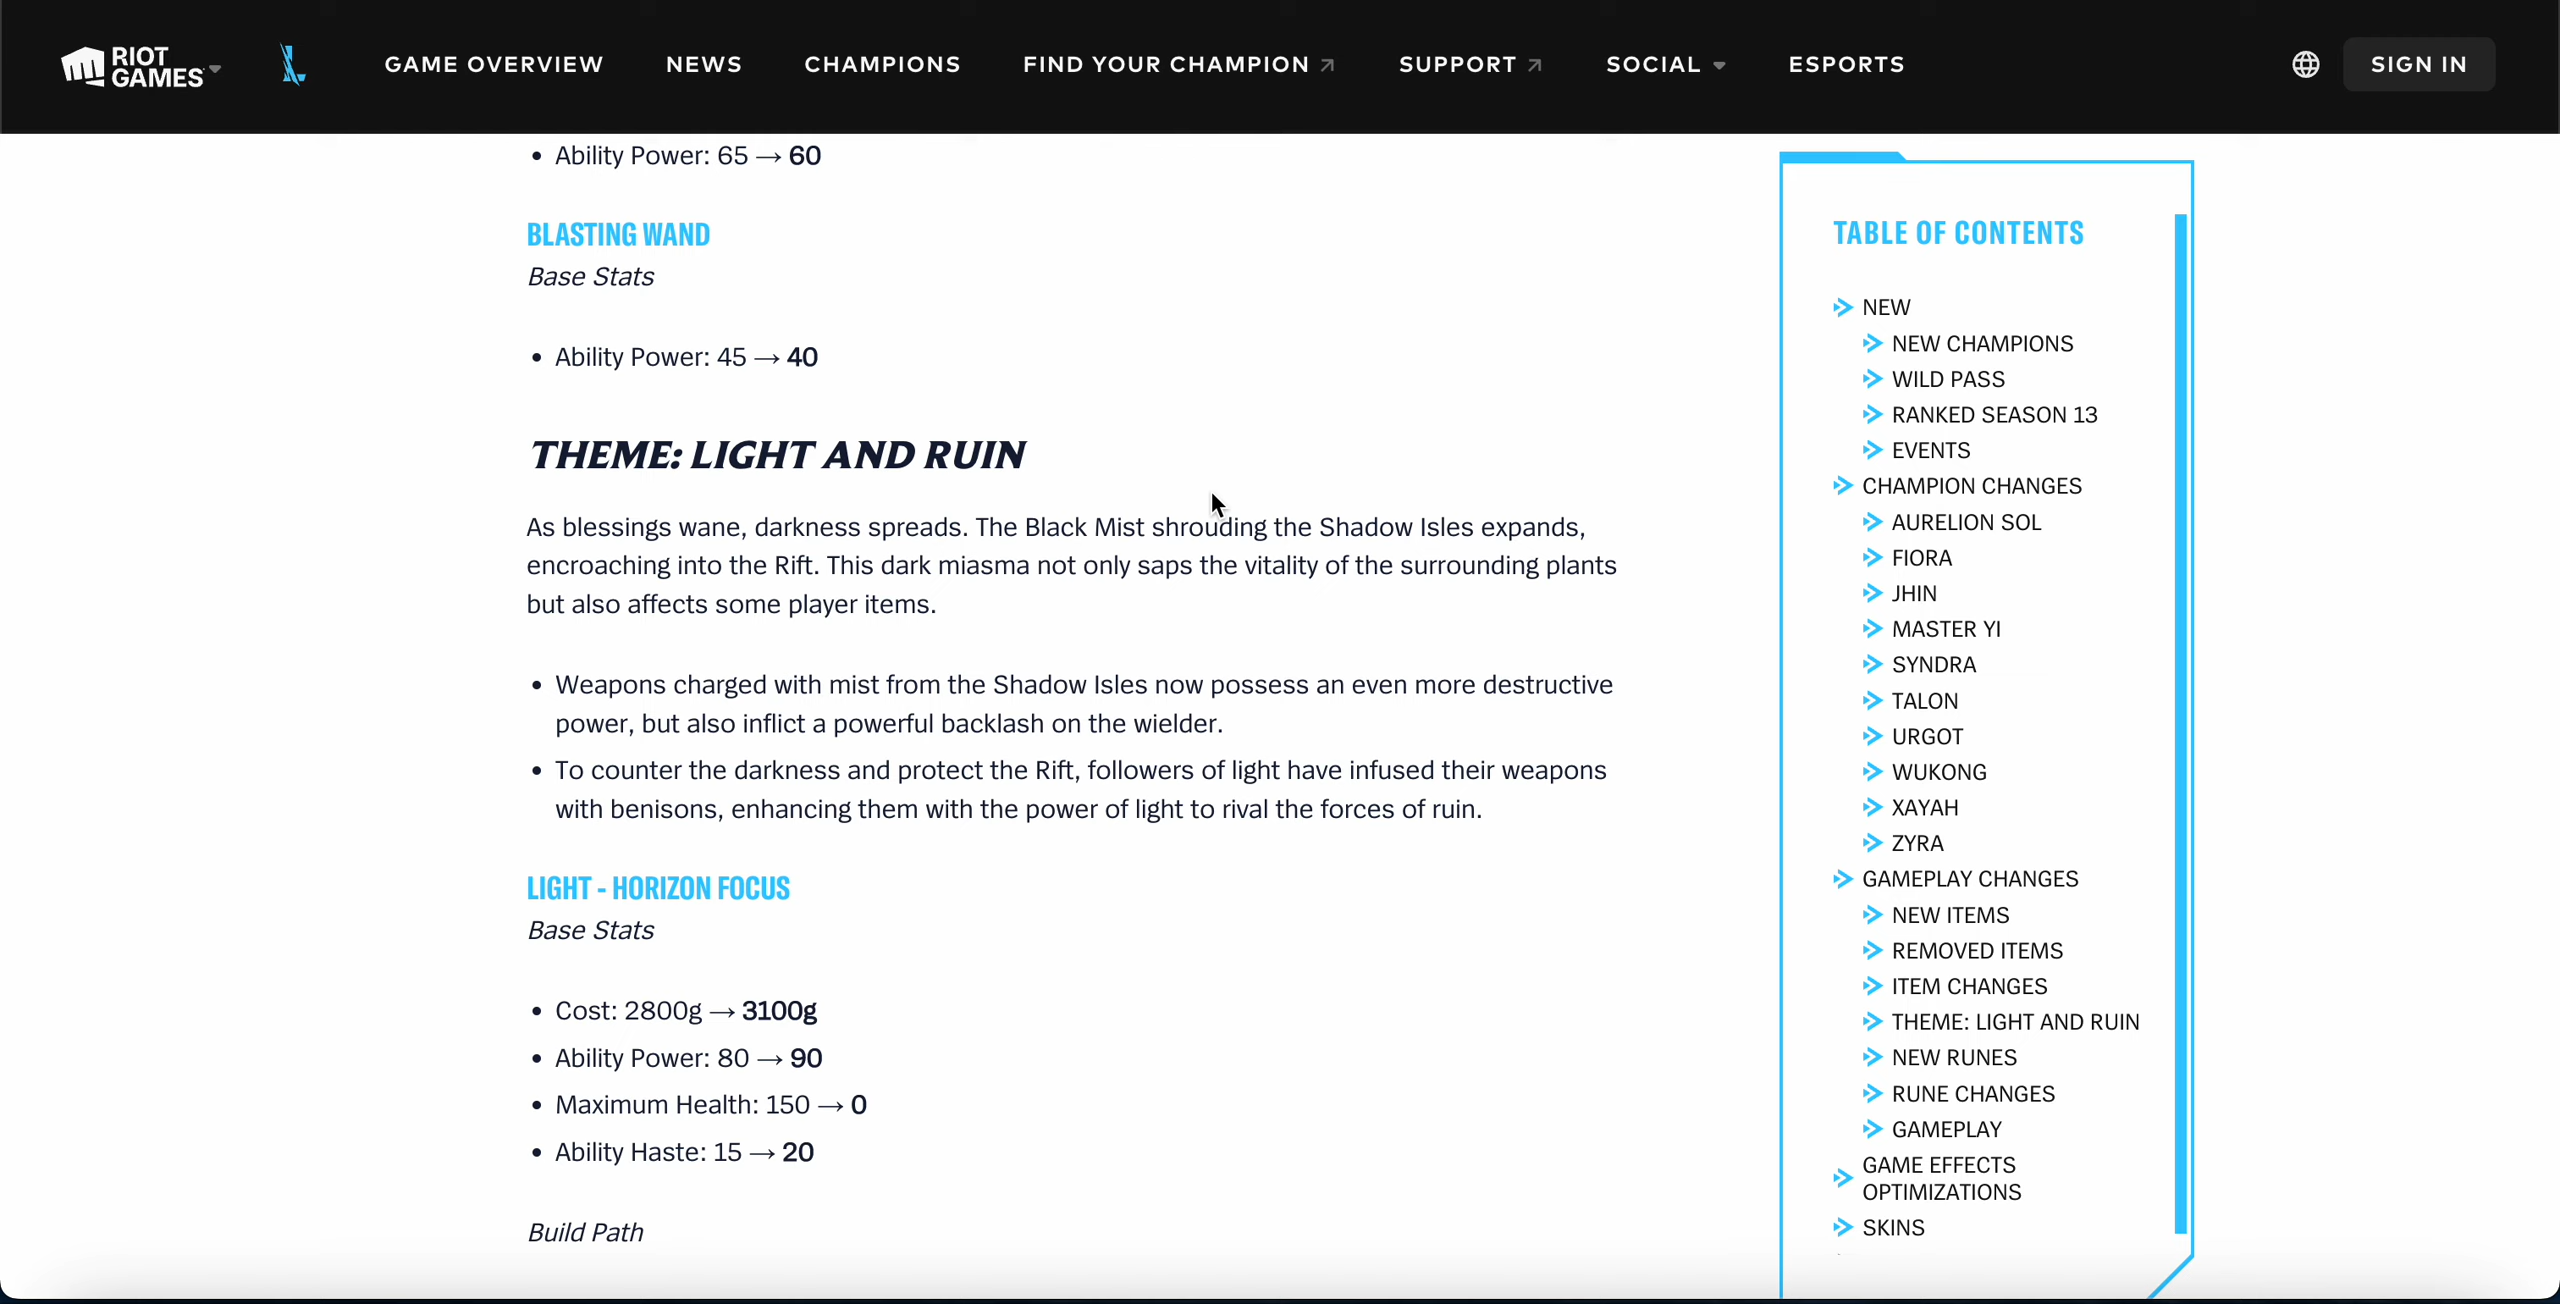 RIOT
GAMES
GAME OVERVIEW
NEWS
CHAMPIONS
FIND YOUR CHAMPION
SUPPORT
SOCIAL
ESPORTS
SIGN IN
• Ability Power: 65 → 60
BLASTING WAND
Base Stats
• Ability Power: 45 → 40
THEME: LIGHT AND RUIN
As blessings wane, darkness spreads. The Black Mist shrouding the Shadow Isles expands,
encroaching into the Rift. This dark miasma not only saps the vitality of the surrounding plants
but also affects some player items.
• Weapons charged with mist from the Shadow Isles now possess an even more destructive
power, but also inflict a powerful backlash on the wielder.
• To counter the darkness and protect the Rift, followers of light have infused their weapons
with benisons, enhancing them with the power of light to rival the forces of ruin.
LIGHT - HORIZON FOCUS
Base Stats
• Cost: 2800g → 3100g
• Ability Power: 80 → 90
• Maximum Health: 150 → 0
• Ability Haste: 15 → 20
Build Path
TABLE OF CONTENTS
NEW
NEW CHAMPIONS
WILD PASS
RANKED SEASON 13
EVENTS
CHAMPION CHANGES
AURELION SOL
FIORA
JHIN
MASTER YI
SYNDRA
TALON
URGOT
WUKONG
XAYAH
ZYRA
GAMEPLAY CHANGES
NEW ITEMS
REMOVED ITEMS
ITEM CHANGES
THEME: LIGHT AND RUIN
NEW RUNES
RUNE CHANGES
GAMEPLAY
GAME EFFECTS
OPTIMIZATIONS
SKINS